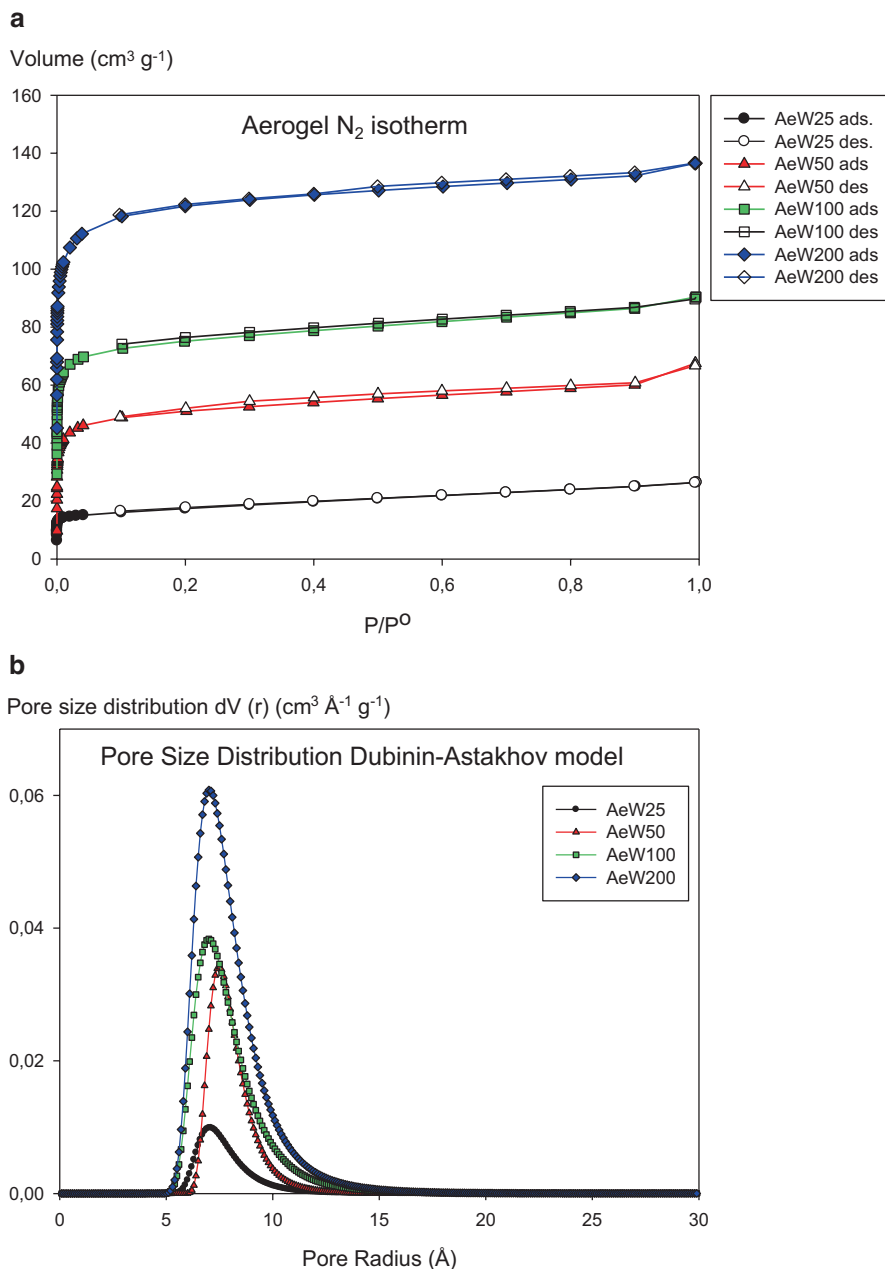 a
Volume (cm³ g⁻¹)
Aerogel N₂ isotherm
160
140
120
100
80
60
40
20
0
0,0
0,2
0,4
0,6
0,8
1,0
P/P⁰
AeW25 ads.
AeW25 des.
AeW50 ads
AeW50 des
AeW100 ads
AeW100 des
AeW200 ads
AeW200 des
b
Pore size distribution dV (r) (cm³ Å⁻¹ g⁻¹)
Pore Size Distribution Dubinin-Astakhov model
0,06
0,04
0,02
0,00
0
5
10
15
20
25
30
Pore Radius (Å)
AeW25
AeW50
AeW100
AeW200